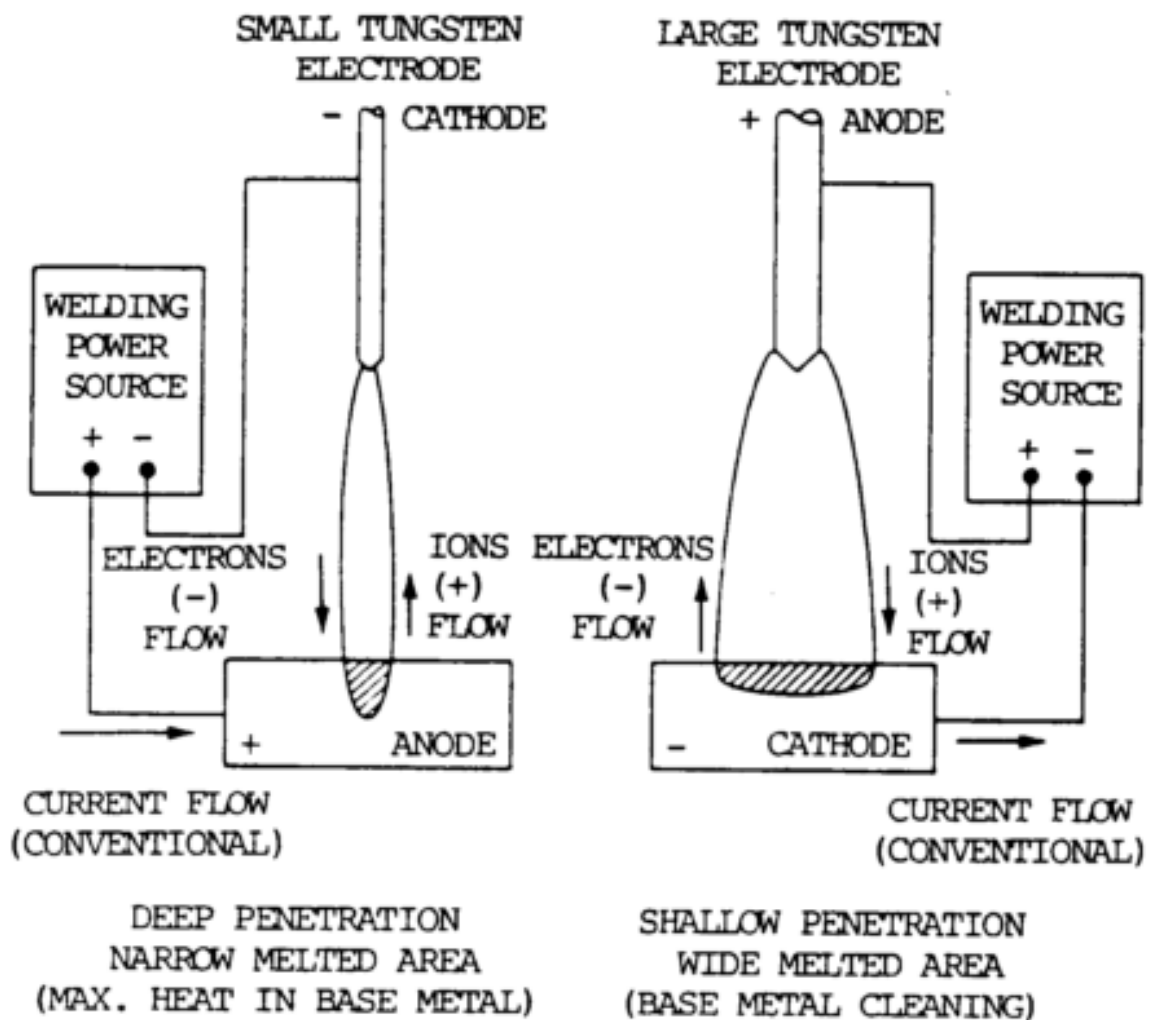 SMALL TUNGSTEN
ELECTRODE
- CATHODE
WELDING
POWER
SOURCE
+ -
ELECTRONS
(-)
FLOW
IONS
(+)
FLOW
+ ANODE
CURRENT FLOW
(CONVENTIONAL)
DEEP PENETRATION
NARROW MELTED AREA
(MAX. HEAT IN BASE METAL)
LARGE TUNGSTEN
ELECTRODE
+ ANODE
WELDING
POWER
SOURCE
+ -
ELECTRONS
(-)
FLOW
IONS
(+)
FLOW
- CATHODE
CURRENT FLOW
(CONVENTIONAL)
SHALLOW PENETRATION
WIDE MELTED AREA
(BASE METAL CLEANING)